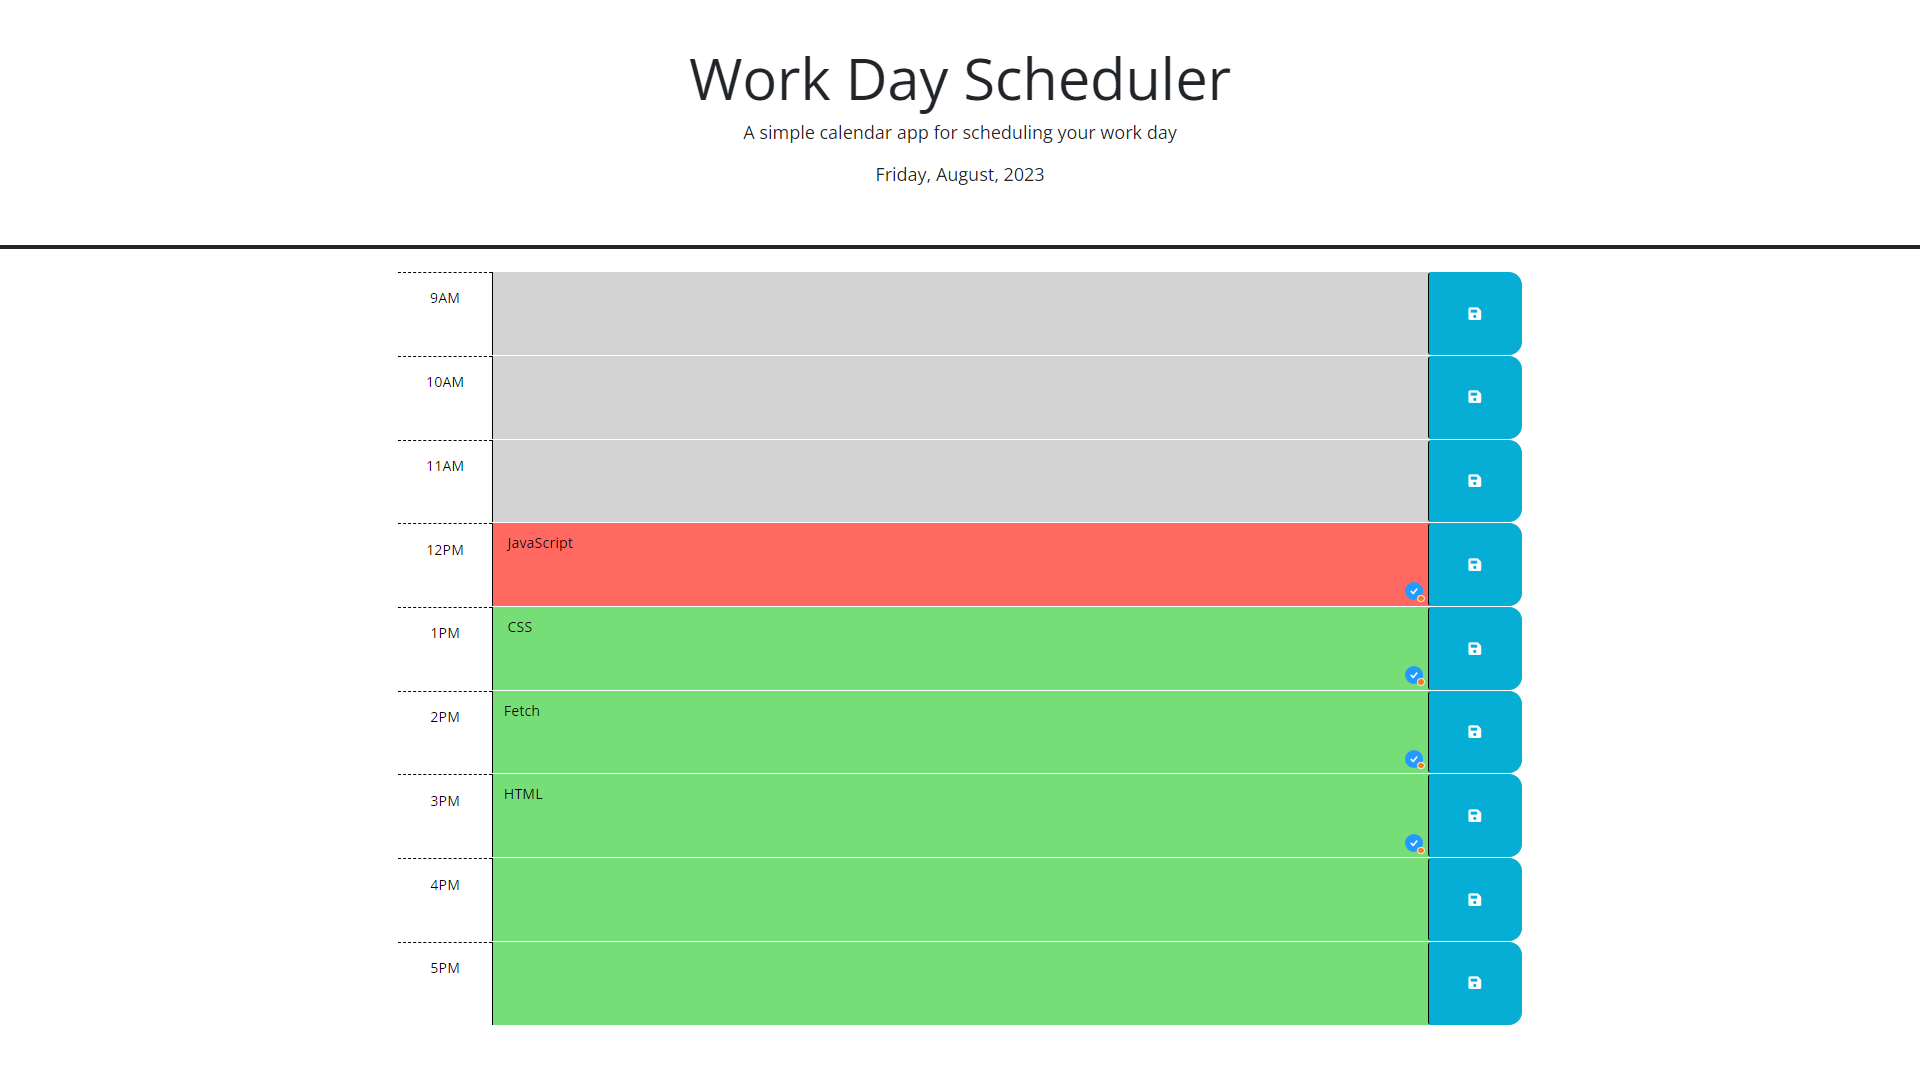 Work Day Scheduler
A simple calendar app for scheduling your work day
Friday, August, 2023
9AM
10AM
11AM
12PM JavaScript
1PM CSS
2PM Fetch
3PM HTML
4PM
5PM